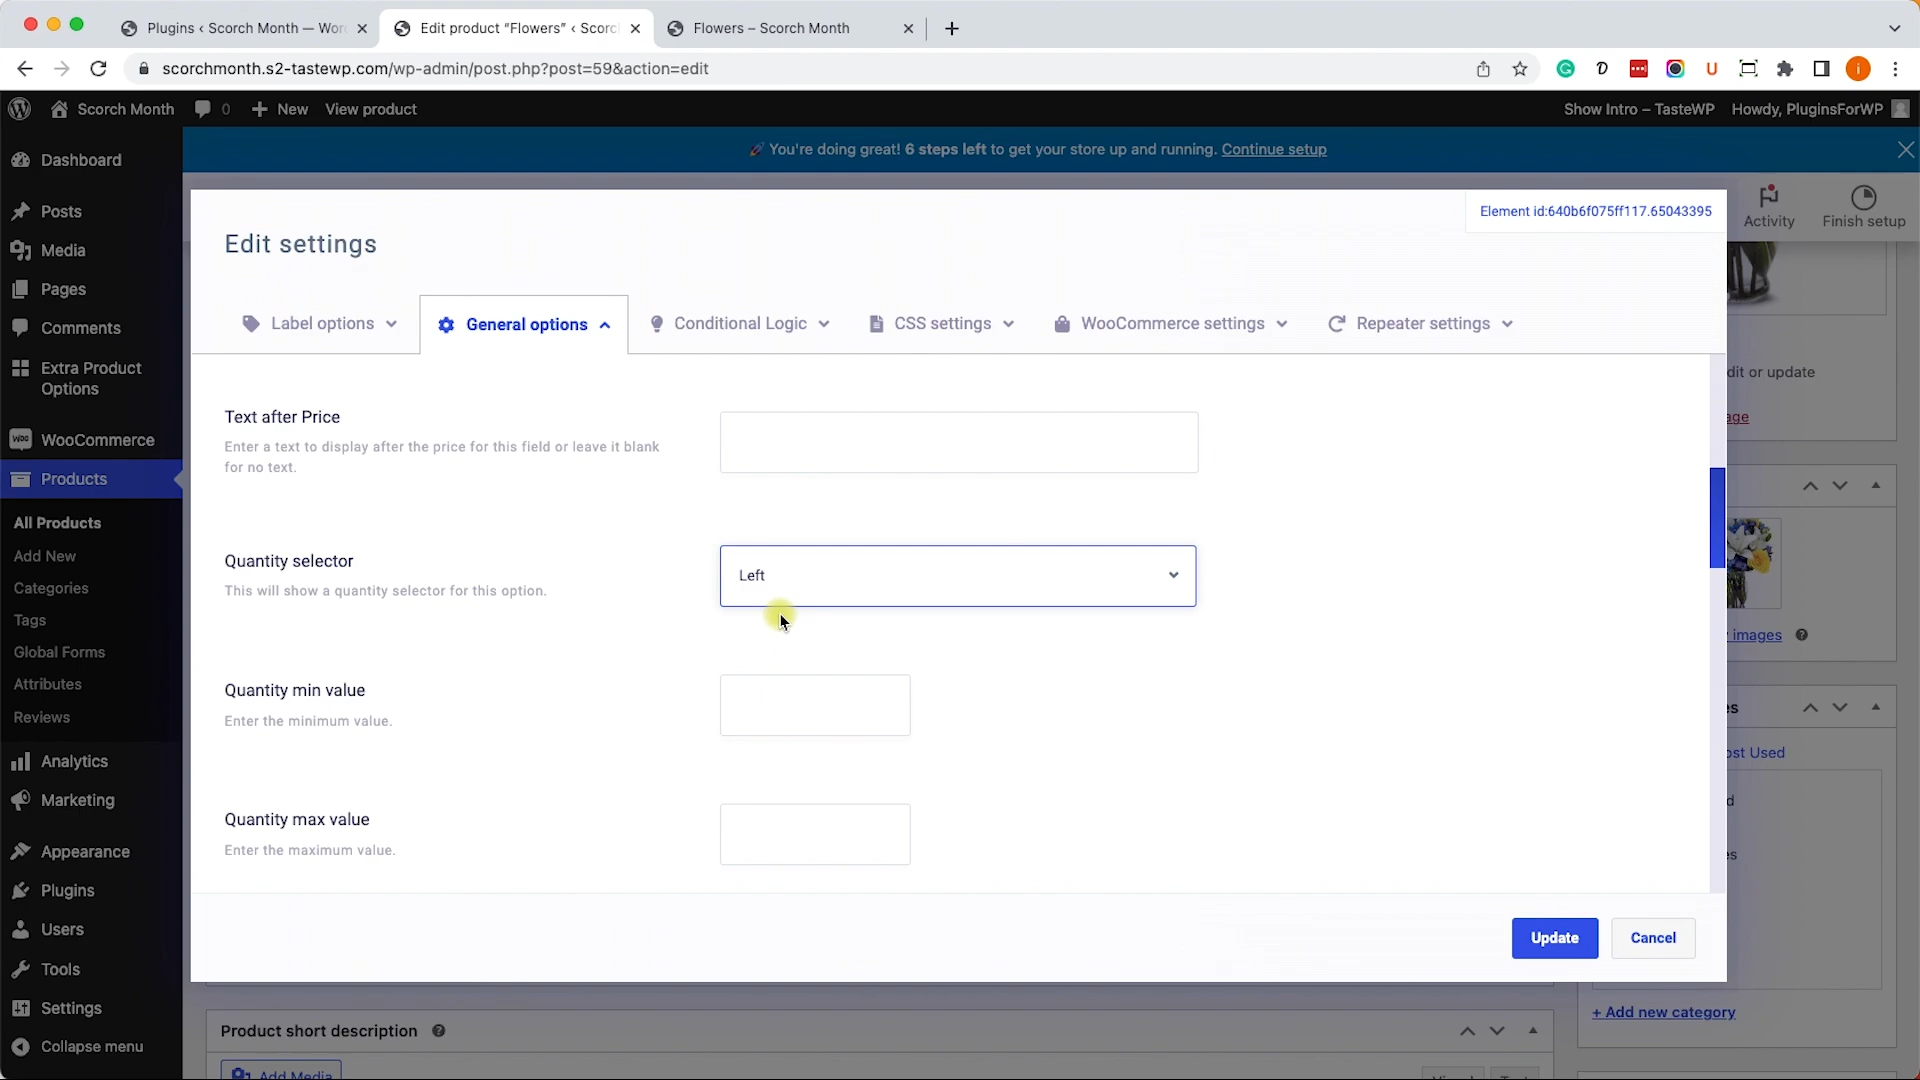 Plugins ‹ Scorch Month — Wor
Edit product “Flowers” ‹ Scorc
Flowers – Scorch Month
scorchmonth.s2-tastewp.com/wp-admin/post.php?post=59&action=edit
Scorch Month
0
New
View product
Show Intro – TasteWP
Howdy, PluginsForWP
🚀 You're doing great! 6 steps left to get your store up and running. Continue setup
Dashboard
Posts
Media
Pages
Comments
Extra Product
Options
WooCommerce
Products
All Products
Add New
Categories
Tags
Global Forms
Attributes
Reviews
Analytics
Marketing
Appearance
Plugins
Users
Tools
Settings
Collapse menu
Activity
Finish setup
Element id:640b6f075ff117.65043395
Edit settings
Label options
General options
Conditional Logic
CSS settings
WooCommerce settings
Repeater settings
Text after Price
Enter a text to display after the price for this field or leave it blank
for no text.
Quantity selector
This will show a quantity selector for this option.
Left
Quantity min value
Enter the minimum value.
Quantity max value
Enter the maximum value.
Update
Cancel
dit or update
images
ost Used
+ Add new category
Product short description
Add Media